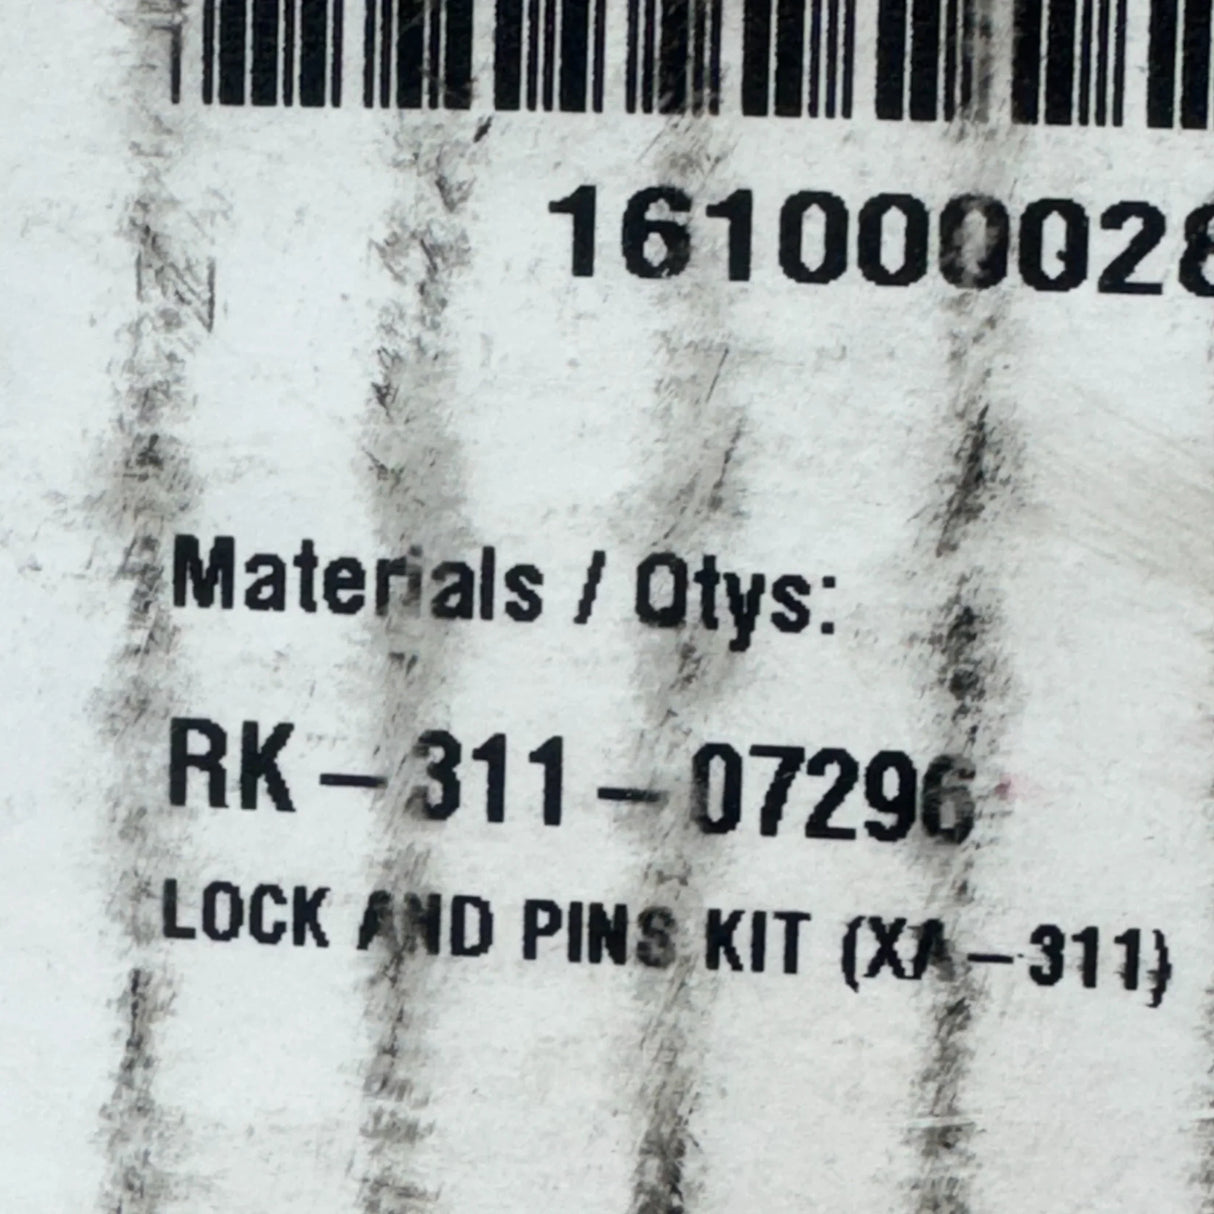 161000028
Materials / Qtys:
RK-311-07296
LOCK AND PINS KIT (XA-311)